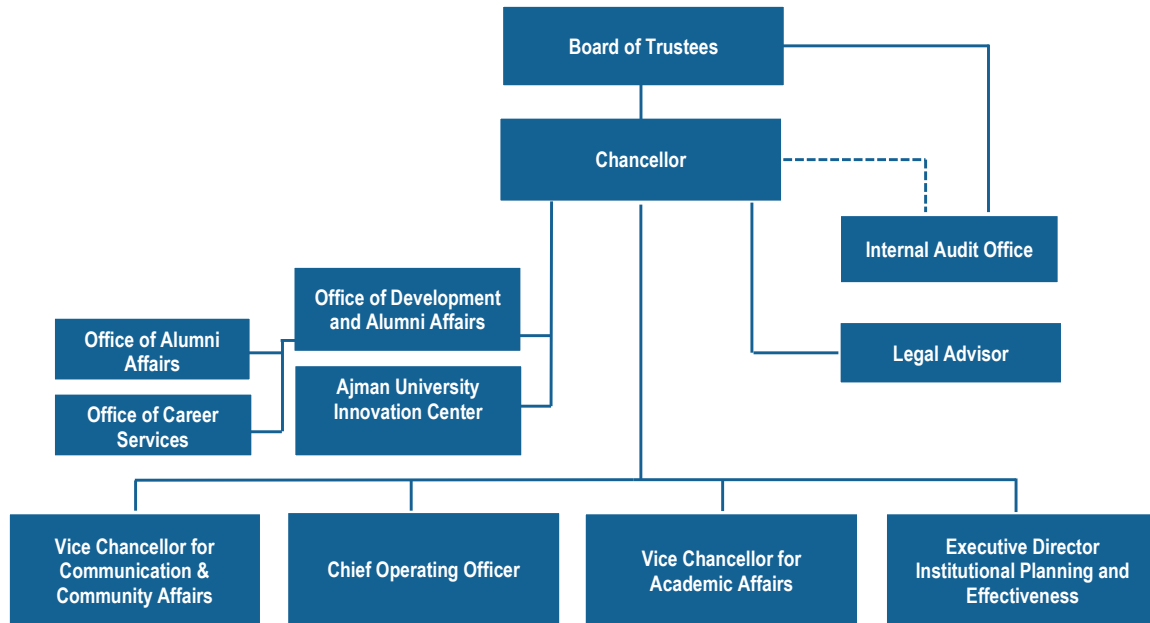 Board of Trustees
Chancellor
Internal Audit Office
Office of Development
and Alumni Affairs
Office of Alumni
Affairs
Legal Advisor
Ajman University
Innovation Center
Office of Career
Services
Vice Chancellor for
Communication &
Community Affairs
Chief Operating Officer
Vice Chancellor for
Academic Affairs
Executive Director
Institutional Planning and
Effectiveness